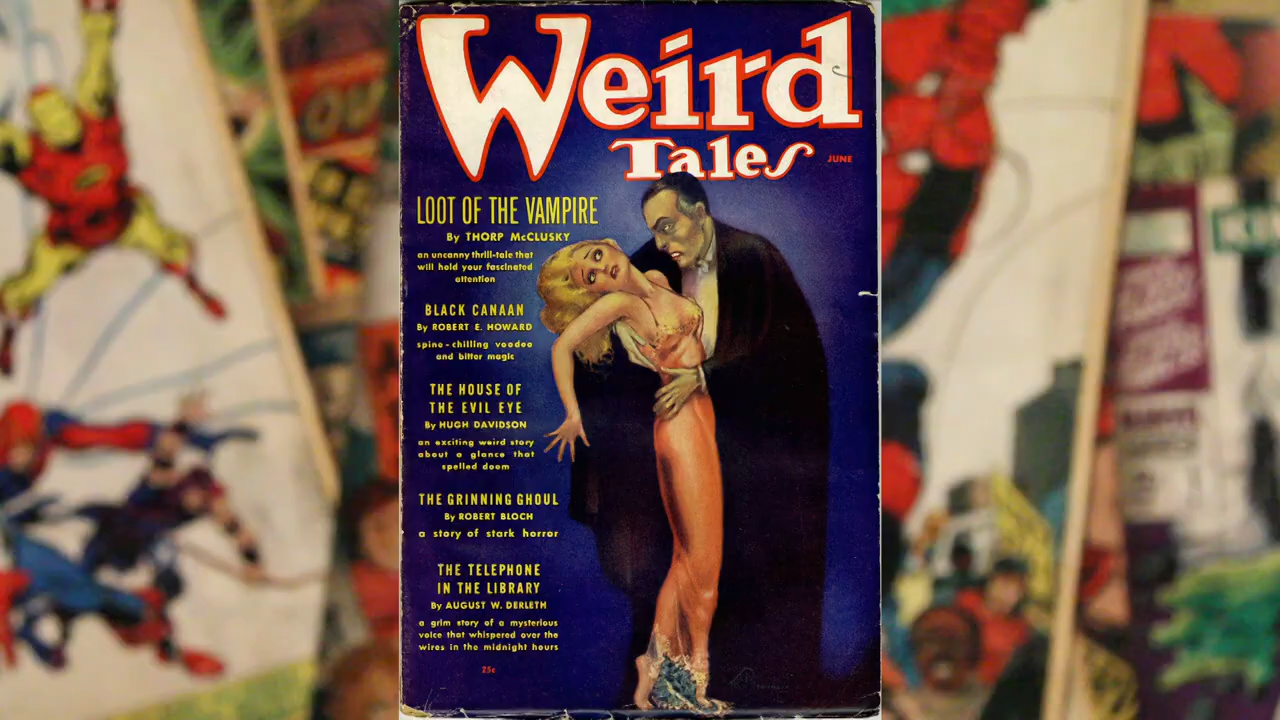 Weird
Tales
JUNE
LOOT OF THE VAMPIRE
By THORP McCLUSKY
an uncanny thrill-tale that
will hold your fascinated
attention
BLACK CANAAN
By ROBERT E. HOWARD
spine-chilling voodoo
and bitter magic
THE HOUSE OF
THE EVIL EYE
By HUGH DAVIDSON
an exciting weird story
about a glance that
spelled doom
THE GRINNING GHOUL
By ROBERT BLOCH
a story of stark horror
THE TELEPHONE
IN THE LIBRARY
By AUGUST W. DERLETH
a grim story of a mysterious
voice that whispered over the
wires in the midnight hours
25c